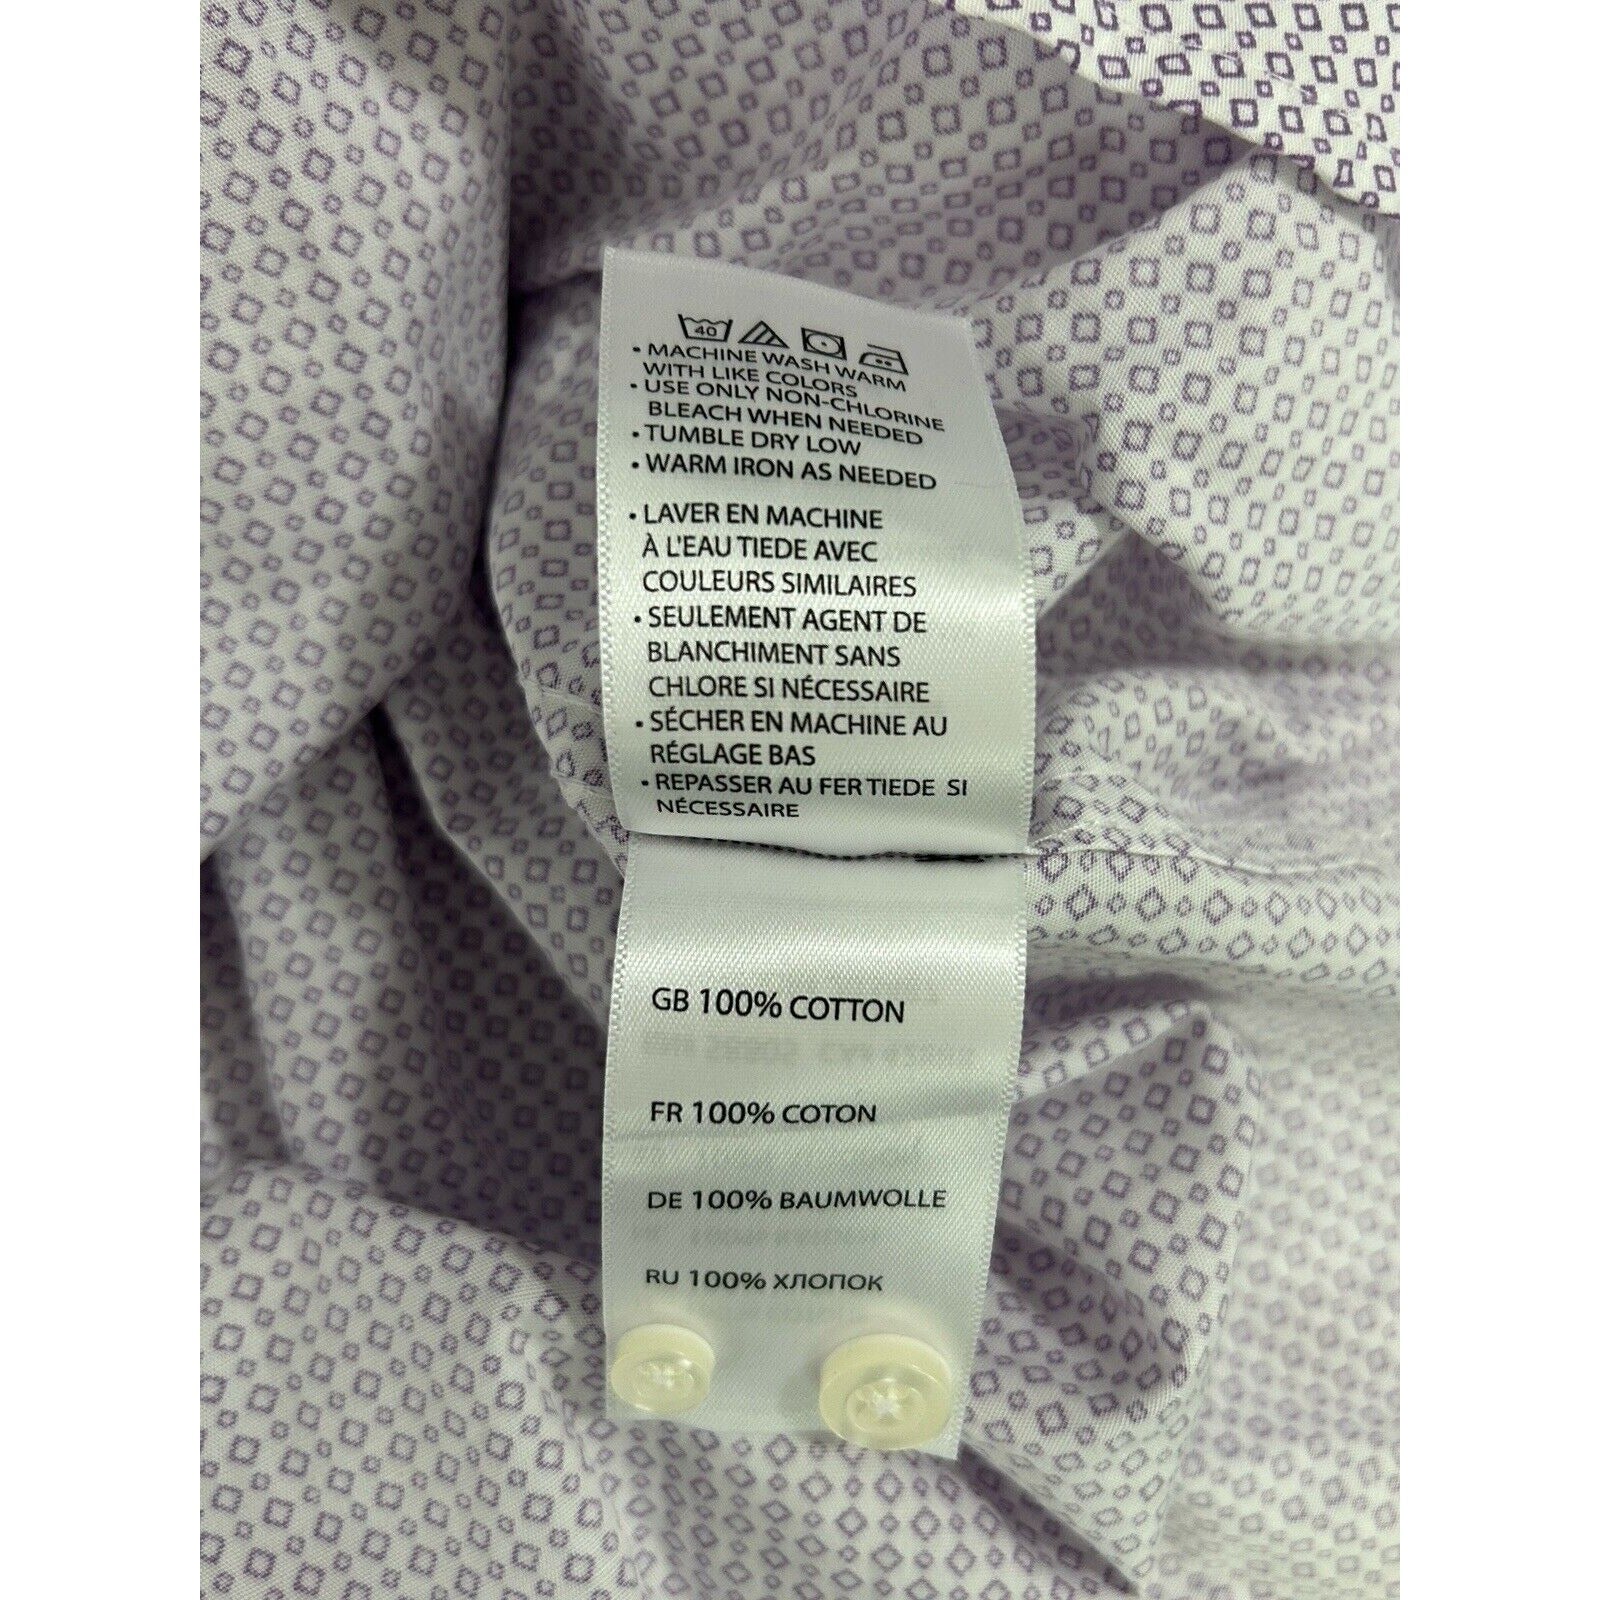 40
• MACHINE WASH WARM
WITH LIKE COLORS
• USE ONLY NON-CHLORINE
BLEACH WHEN NEEDED
• TUMBLE DRY LOW
• WARM IRON AS NEEDED
• LAVER EN MACHINE
À L'EAU TIEDE AVEC
COULEURS SIMILAIRES
• SEULEMENT AGENT DE
BLANCHIMENT SANS
CHLORE SI NÉCESSAIRE
• SÉCHER EN MACHINE AU
RÉGLAGE BAS
• REPASSER AU FER TIEDE SI
NÉCESSAIRE
GB 100% COTTON
FR 100% COTON
DE 100% BAUMWOLLE
RU 100% ХЛОПОК